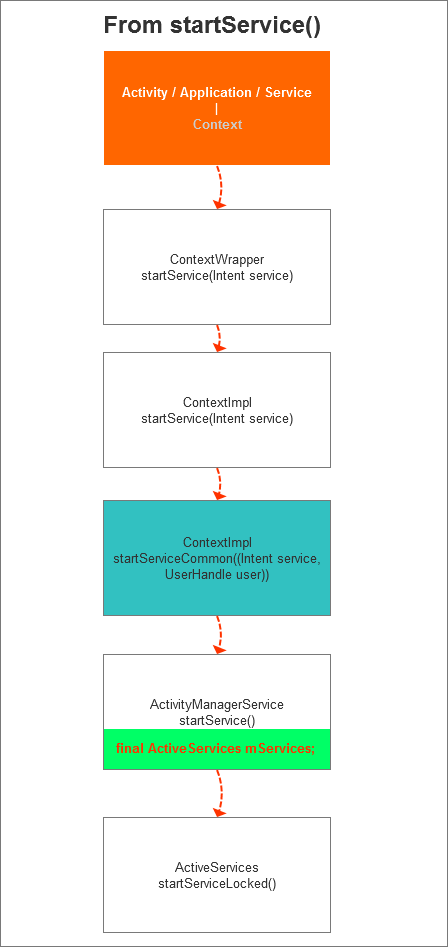 From startService()
Activity / Application / Service
|
Context
ContextWrapper
startService(Intent service)
ContextImpl
startService(Intent service)
ContextImpl
startServiceCommon((Intent service,
UserHandle user))
ActivityManagerService
startService()
final ActiveServices mServices;
ActiveServices
startServiceLocked()